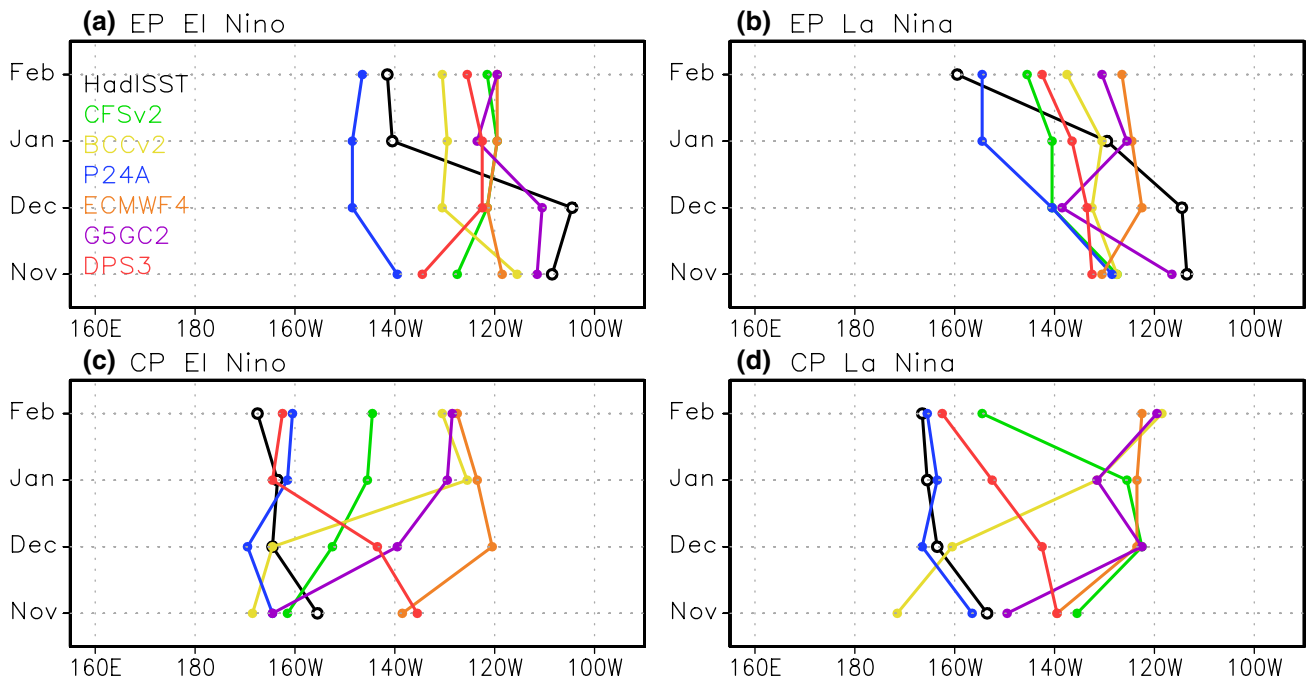 (a) EP El Nino
Feb
Jan
Dec
Nov
HadISST
CFSv2
BCCv2
P24A
ECMWF4
G5GC2
DPS3
160E 180 160W 140W 120W 100W
(b) EP La Nina
Feb
Jan
Dec
Nov
160E 180 160W 140W 120W 100W
(c) CP El Nino
Feb
Jan
Dec
Nov
160E 180 160W 140W 120W 100W
(d) CP La Nina
Feb
Jan
Dec
Nov
160E 180 160W 140W 120W 100W